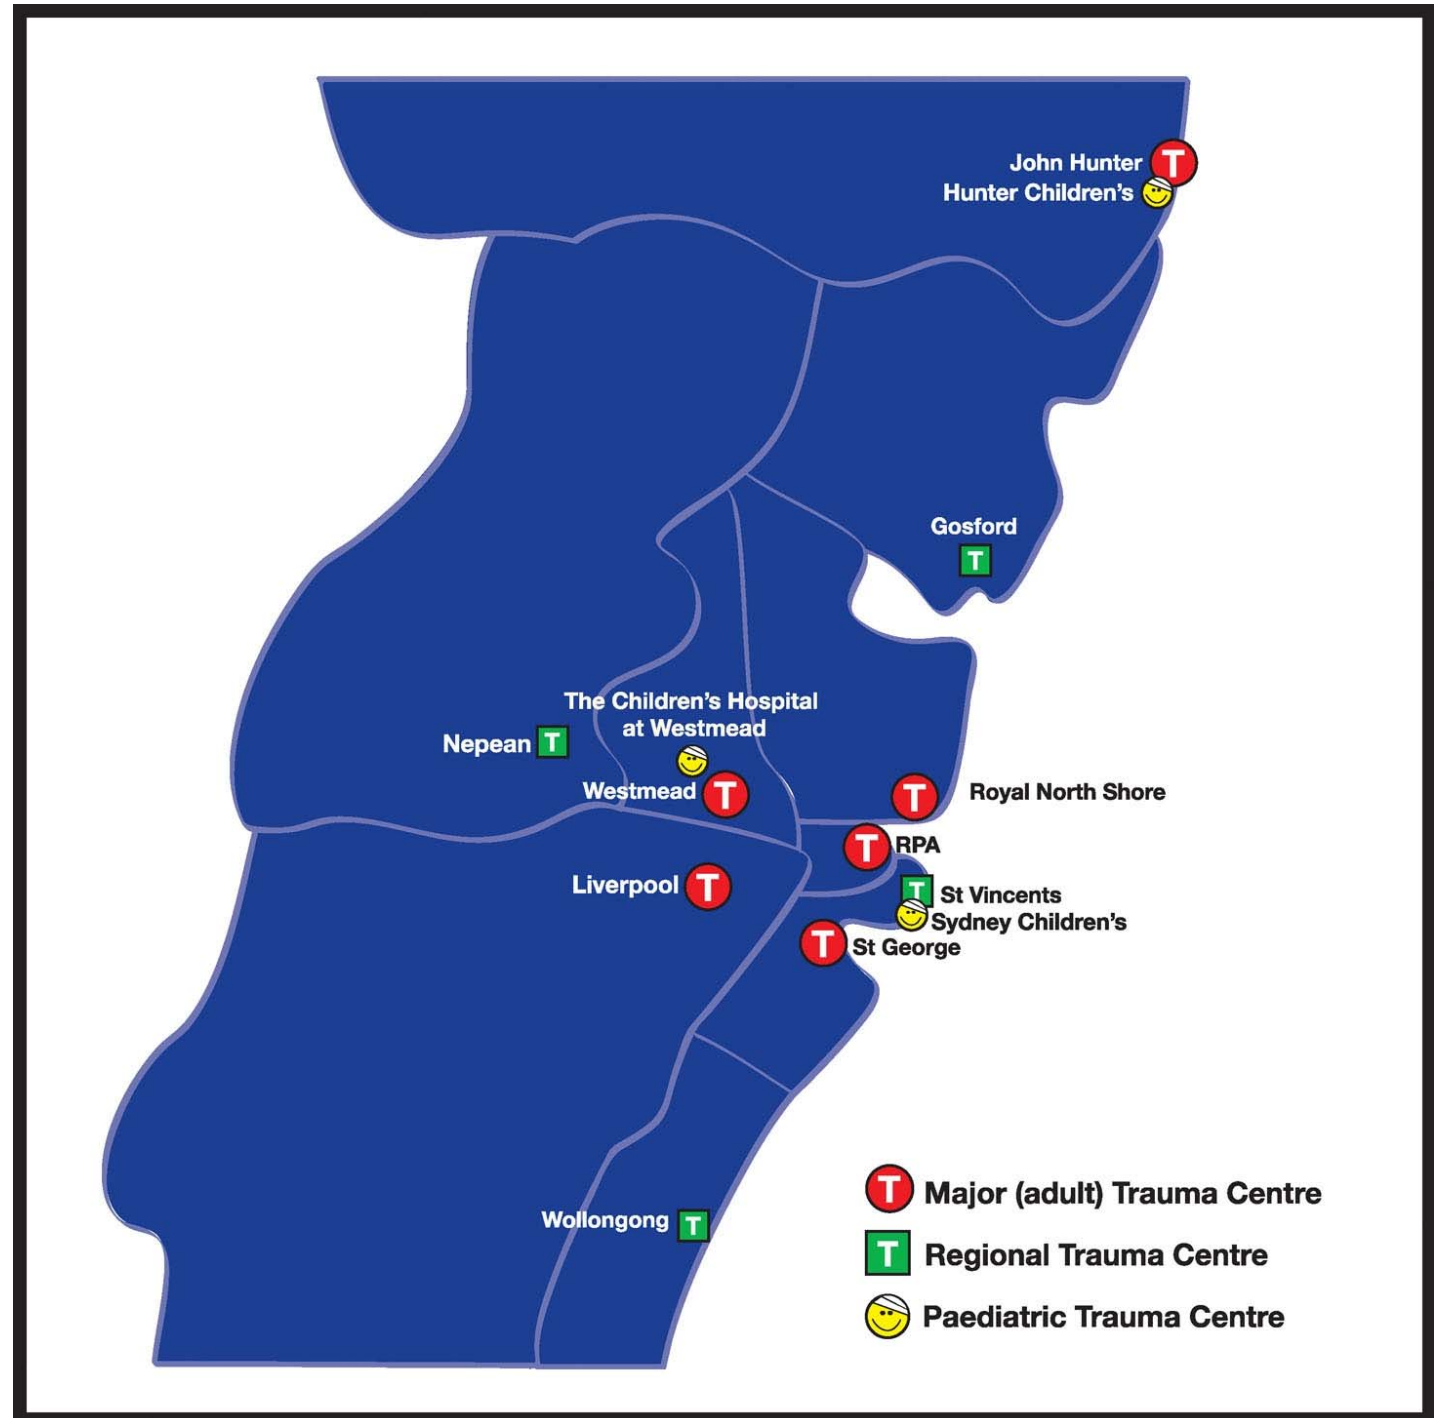 John Hunter T
Hunter Children's
Gosford
T
The Children's Hospital
at Westmead
Nepean T
Westmead T
T Royal North Shore
T RPA
Liverpool T
T St Vincents
Sydney Children's
T St George
Wollongong T
T Major (adult) Trauma Centre
T Regional Trauma Centre
Paediatric Trauma Centre